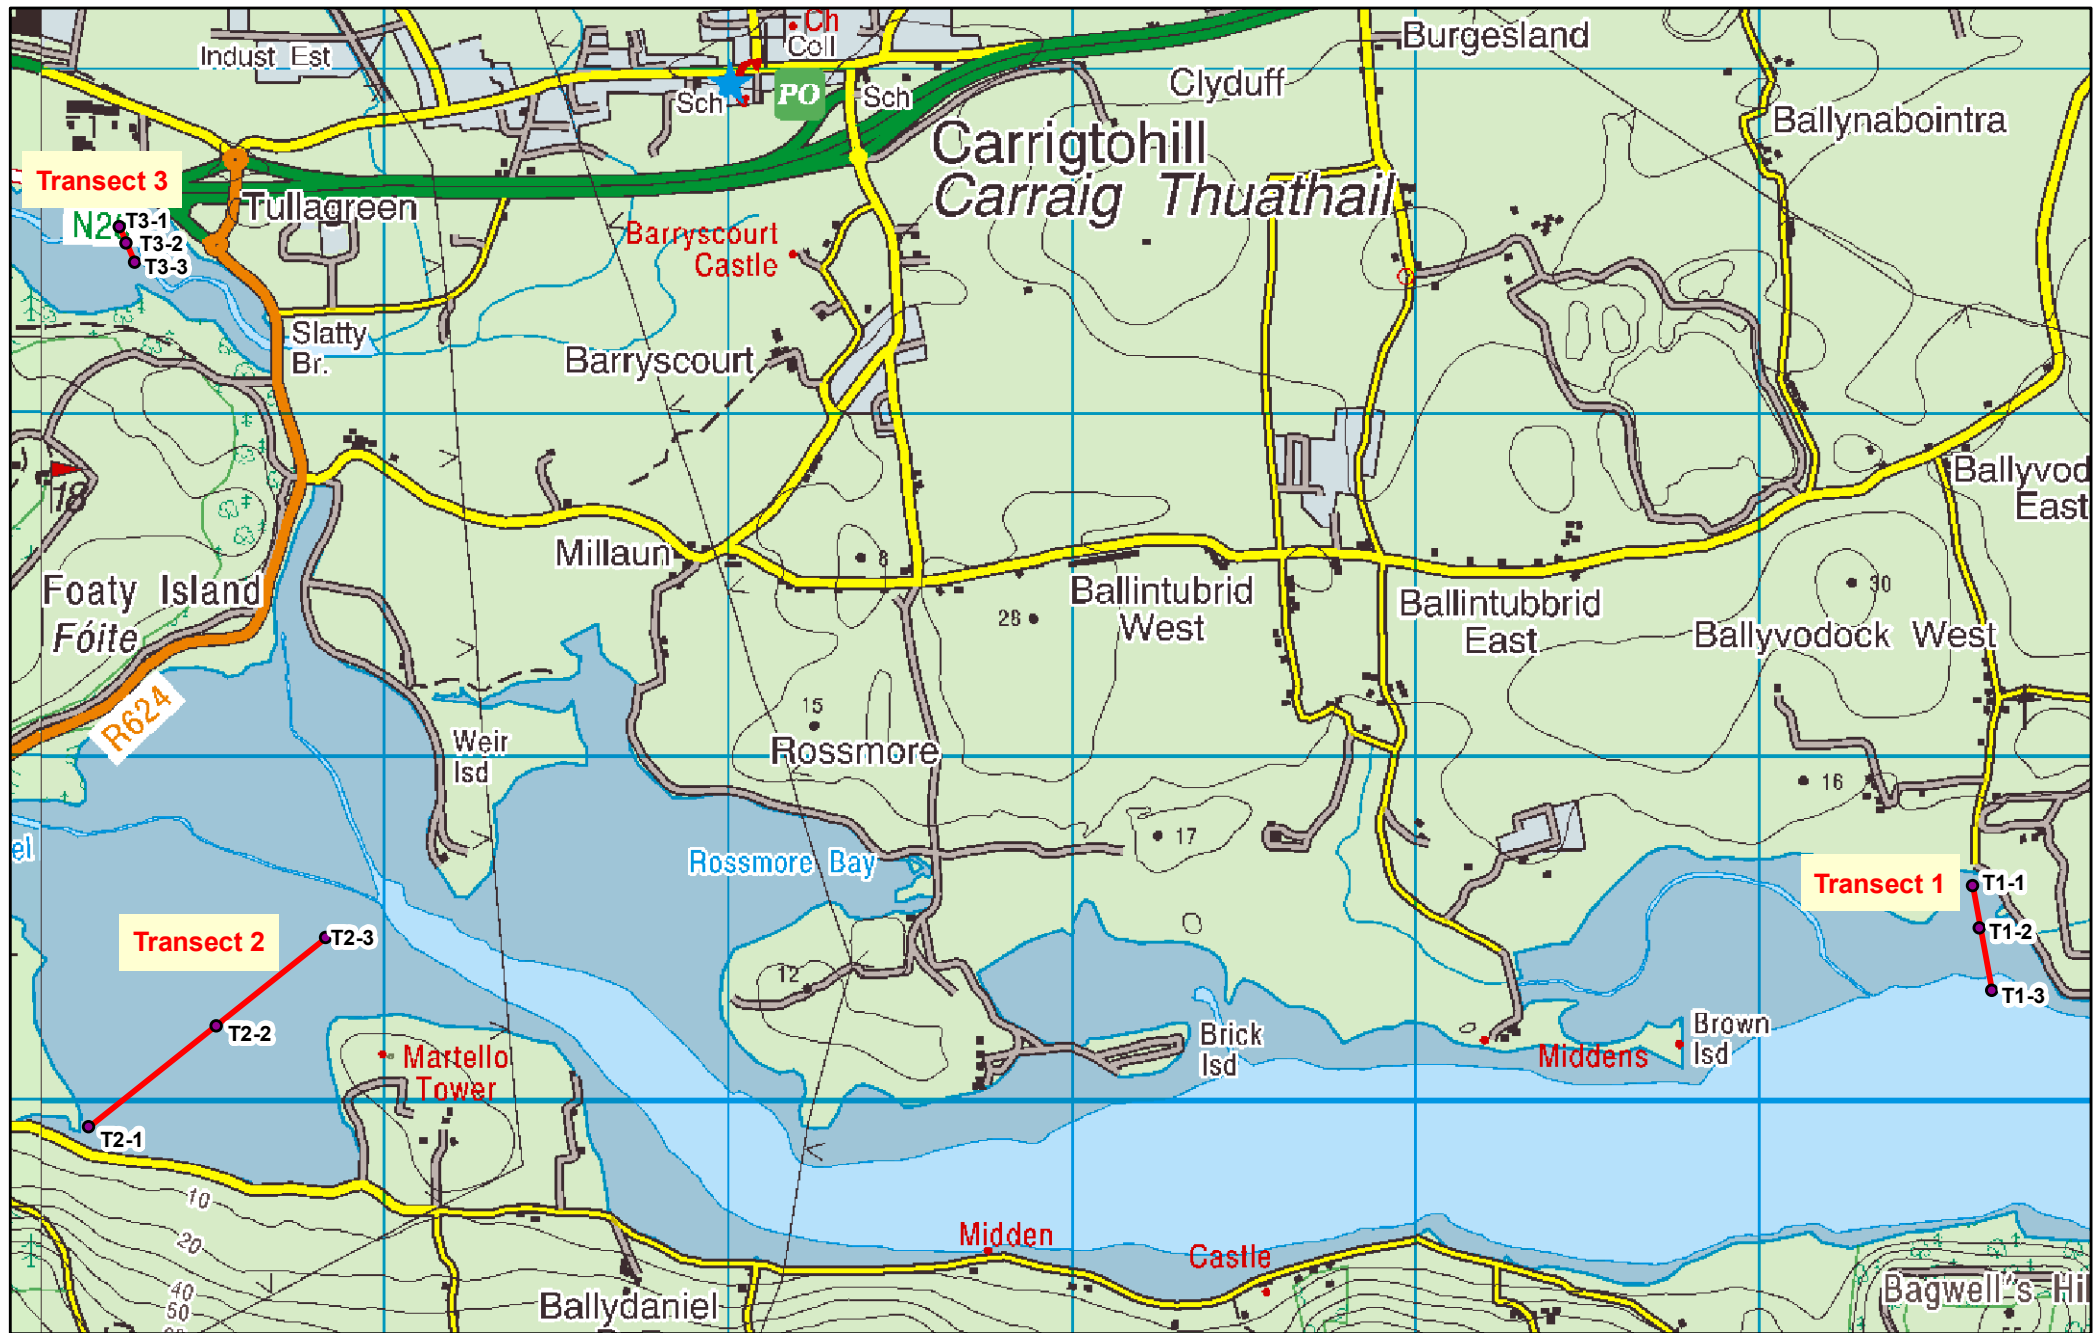 Ch
Coll
Indust Est
Sch
PO
Sch
Burgesland
Clyduff
Ballynabointra
Carrigtohill
Carraig Thuathail
Transect 3
T3-1
T3-2
T3-3
Tullagreen
Barryscourt
Castle
Slatty
Br.
Barryscourt
18
Ballyvod
East
Millaun
8
Foaty Island
Fóite
R624
Ballintubrid
West
26
Ballintubbrid
East
30
Ballyvodock West
15
Rossmore
Weir
Isd
16
17
el
Rossmore Bay
Transect 1
T1-1
T1-2
T1-3
Transect 2
T2-3
T2-2
T2-1
12
Martello
Tower
Brick
Isd
Middens
Brown
Isd
10
20
40
50
Midden
Castle
Ballydaniel
Bagwell"s Hil